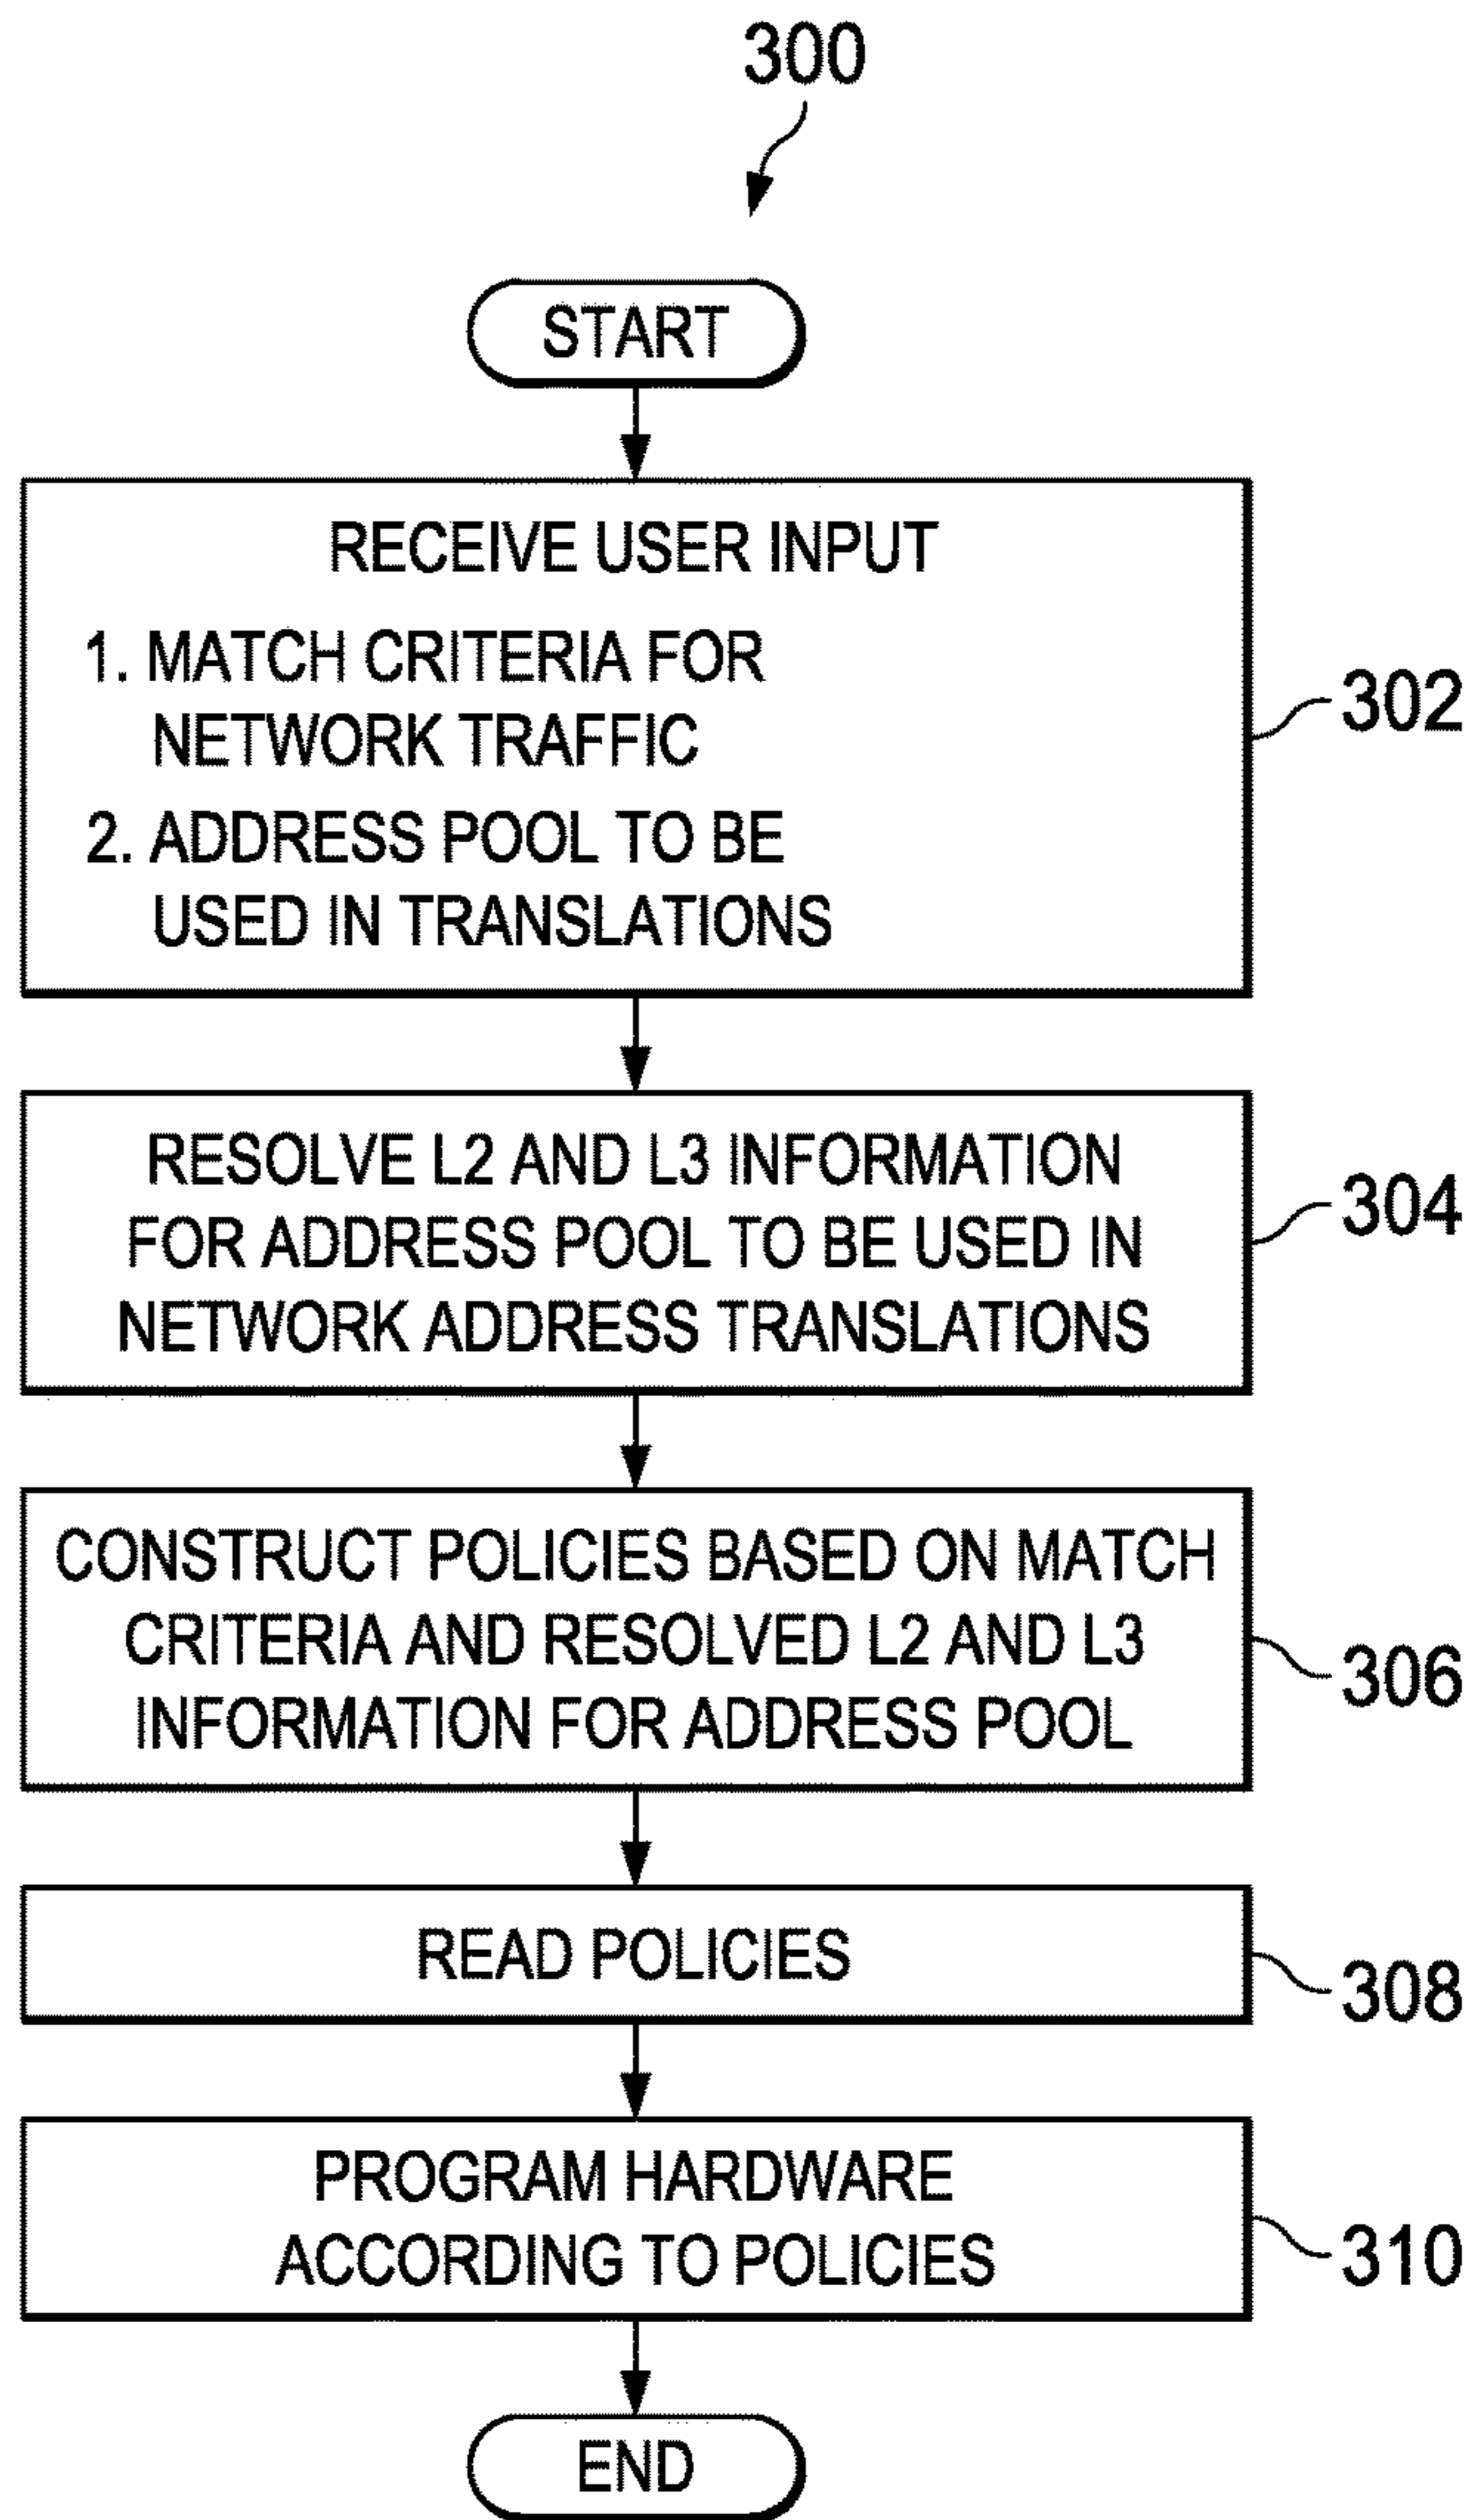 300
START
RECEIVE USER INPUT
1. MATCH CRITERIA FOR
NETWORK TRAFFIC
2. ADDRESS POOL TO BE
USED IN TRANSLATIONS
302
RESOLVE L2 AND L3 INFORMATION
FOR ADDRESS POOL TO BE USED IN
NETWORK ADDRESS TRANSLATIONS
304
CONSTRUCT POLICIES BASED ON MATCH
CRITERIA AND RESOLVED L2 AND L3
INFORMATION FOR ADDRESS POOL
306
READ POLICIES
308
PROGRAM HARDWARE
ACCORDING TO POLICIES
310
END